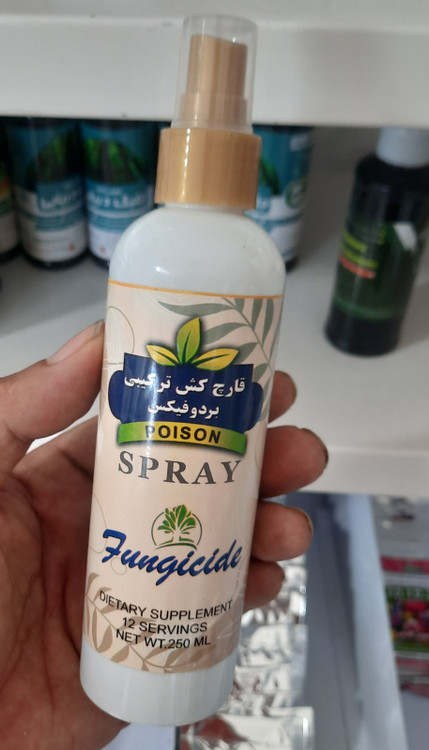 قارچ کش ترکیبی
بردوفیکس
POISON
SPRAY
Fungicide
DIETARY SUPPLEMENT
12 SERVINGS
NET WT.250 ML